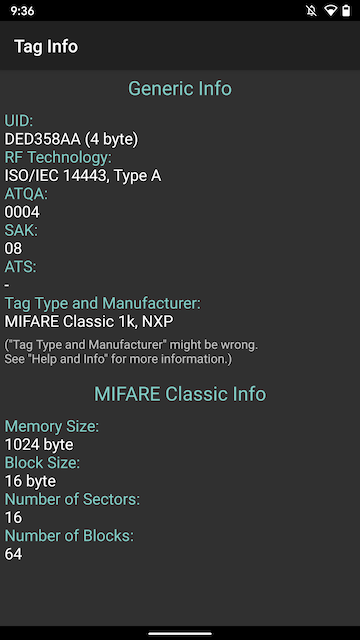 9:36
Tag Info
Generic Info
UID:
DED358AA (4 byte)
RF Technology:
ISO/IEC 14443, Type A
ATQA:
0004
SAK:
08
ATS:
-
Tag Type and Manufacturer:
MIFARE Classic 1k, NXP
("Tag Type and Manufacturer" might be wrong.
See "Help and Info" for more information.)
MIFARE Classic Info
Memory Size:
1024 byte
Block Size:
16 byte
Number of Sectors:
16
Number of Blocks:
64